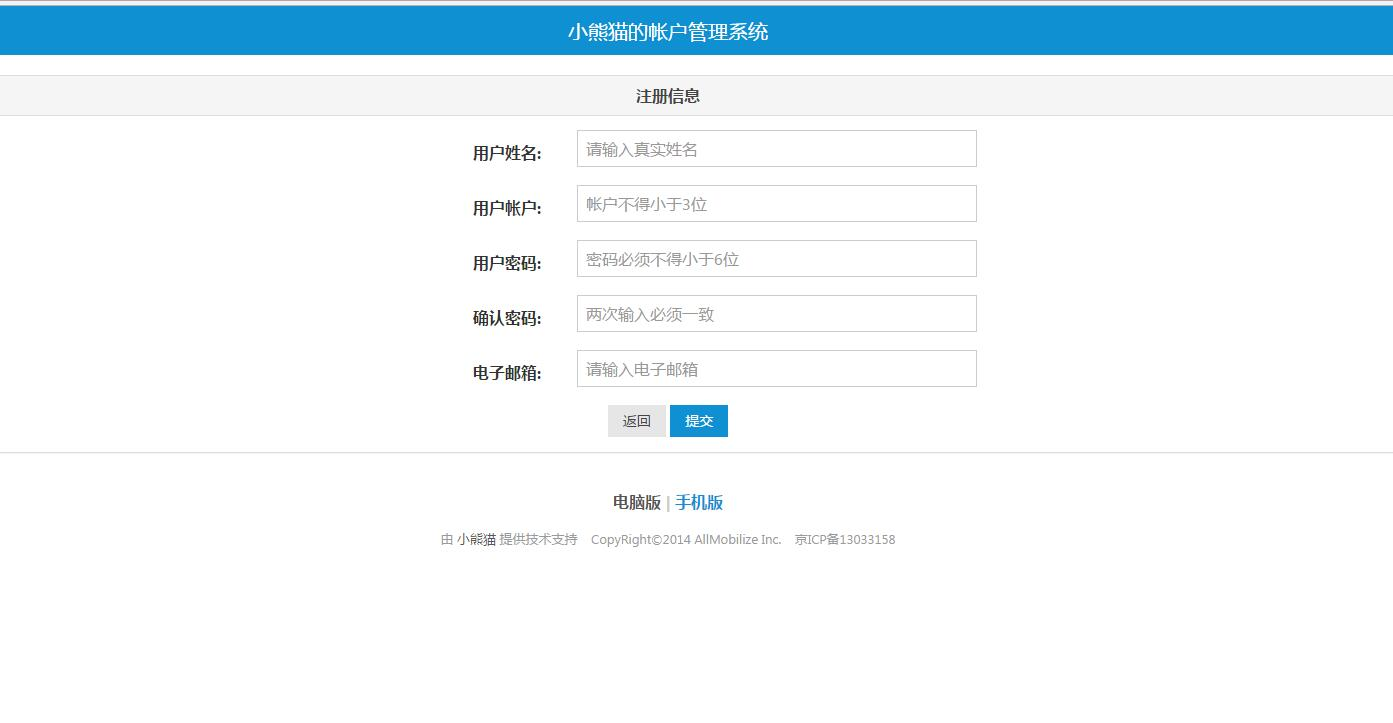 小熊猫的帐户管理系统
注册信息
用户姓名: 请输入真实姓名
用户帐户: 帐户不得小于3位
用户密码: 密码必须不得小于6位
确认密码: 两次输入必须一致
电子邮箱: 请输入电子邮箱
返回 提交
电脑版 | 手机版
由 小熊猫 提供技术支持 CopyRight©2014 AllMobilize Inc. 京ICP备13033158